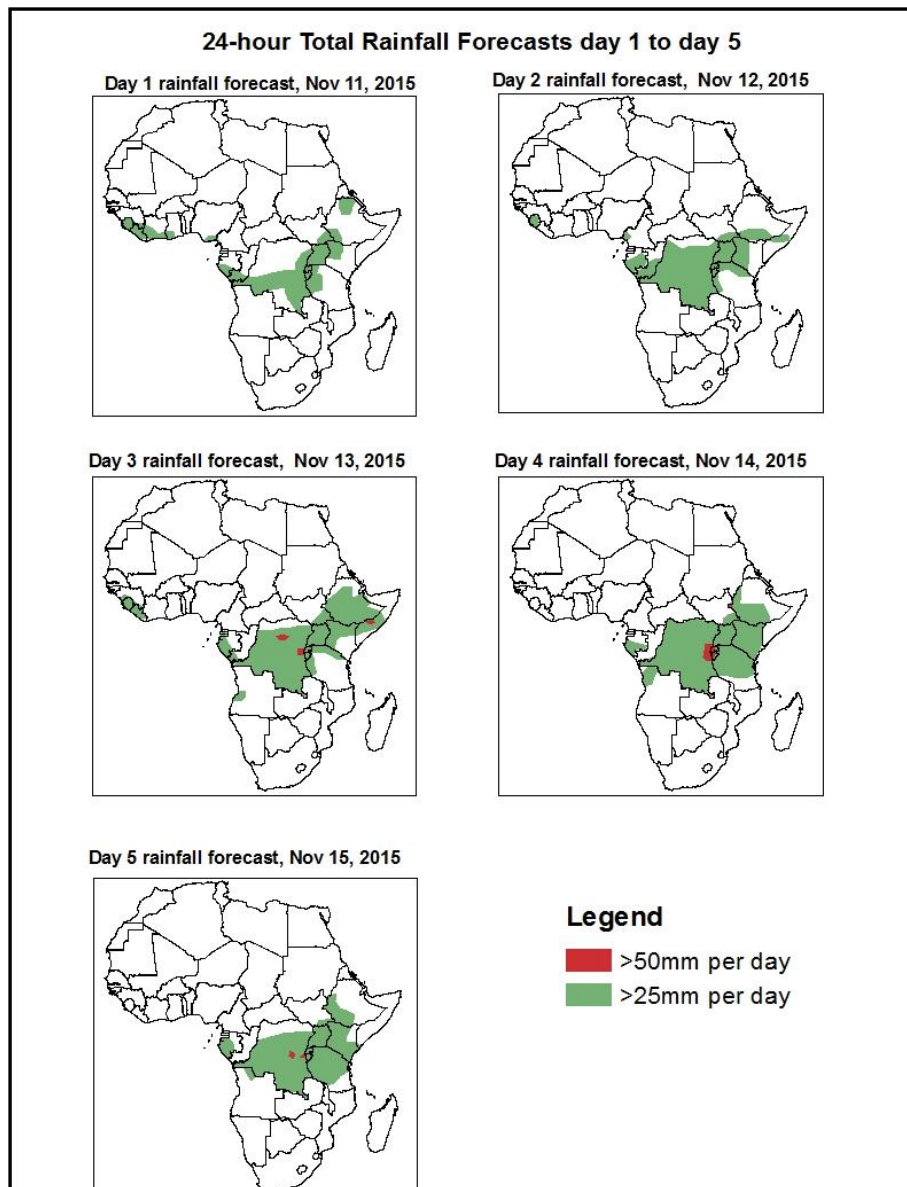 24-hour Total Rainfall Forecasts day 1 to day 5
Day 1 rainfall forecast, Nov 11, 2015
Day 2 rainfall forecast, Nov 12, 2015
Day 3 rainfall forecast, Nov 13, 2015
Day 4 rainfall forecast, Nov 14, 2015
Day 5 rainfall forecast, Nov 15, 2015
Legend
>50mm per day
>25mm per day